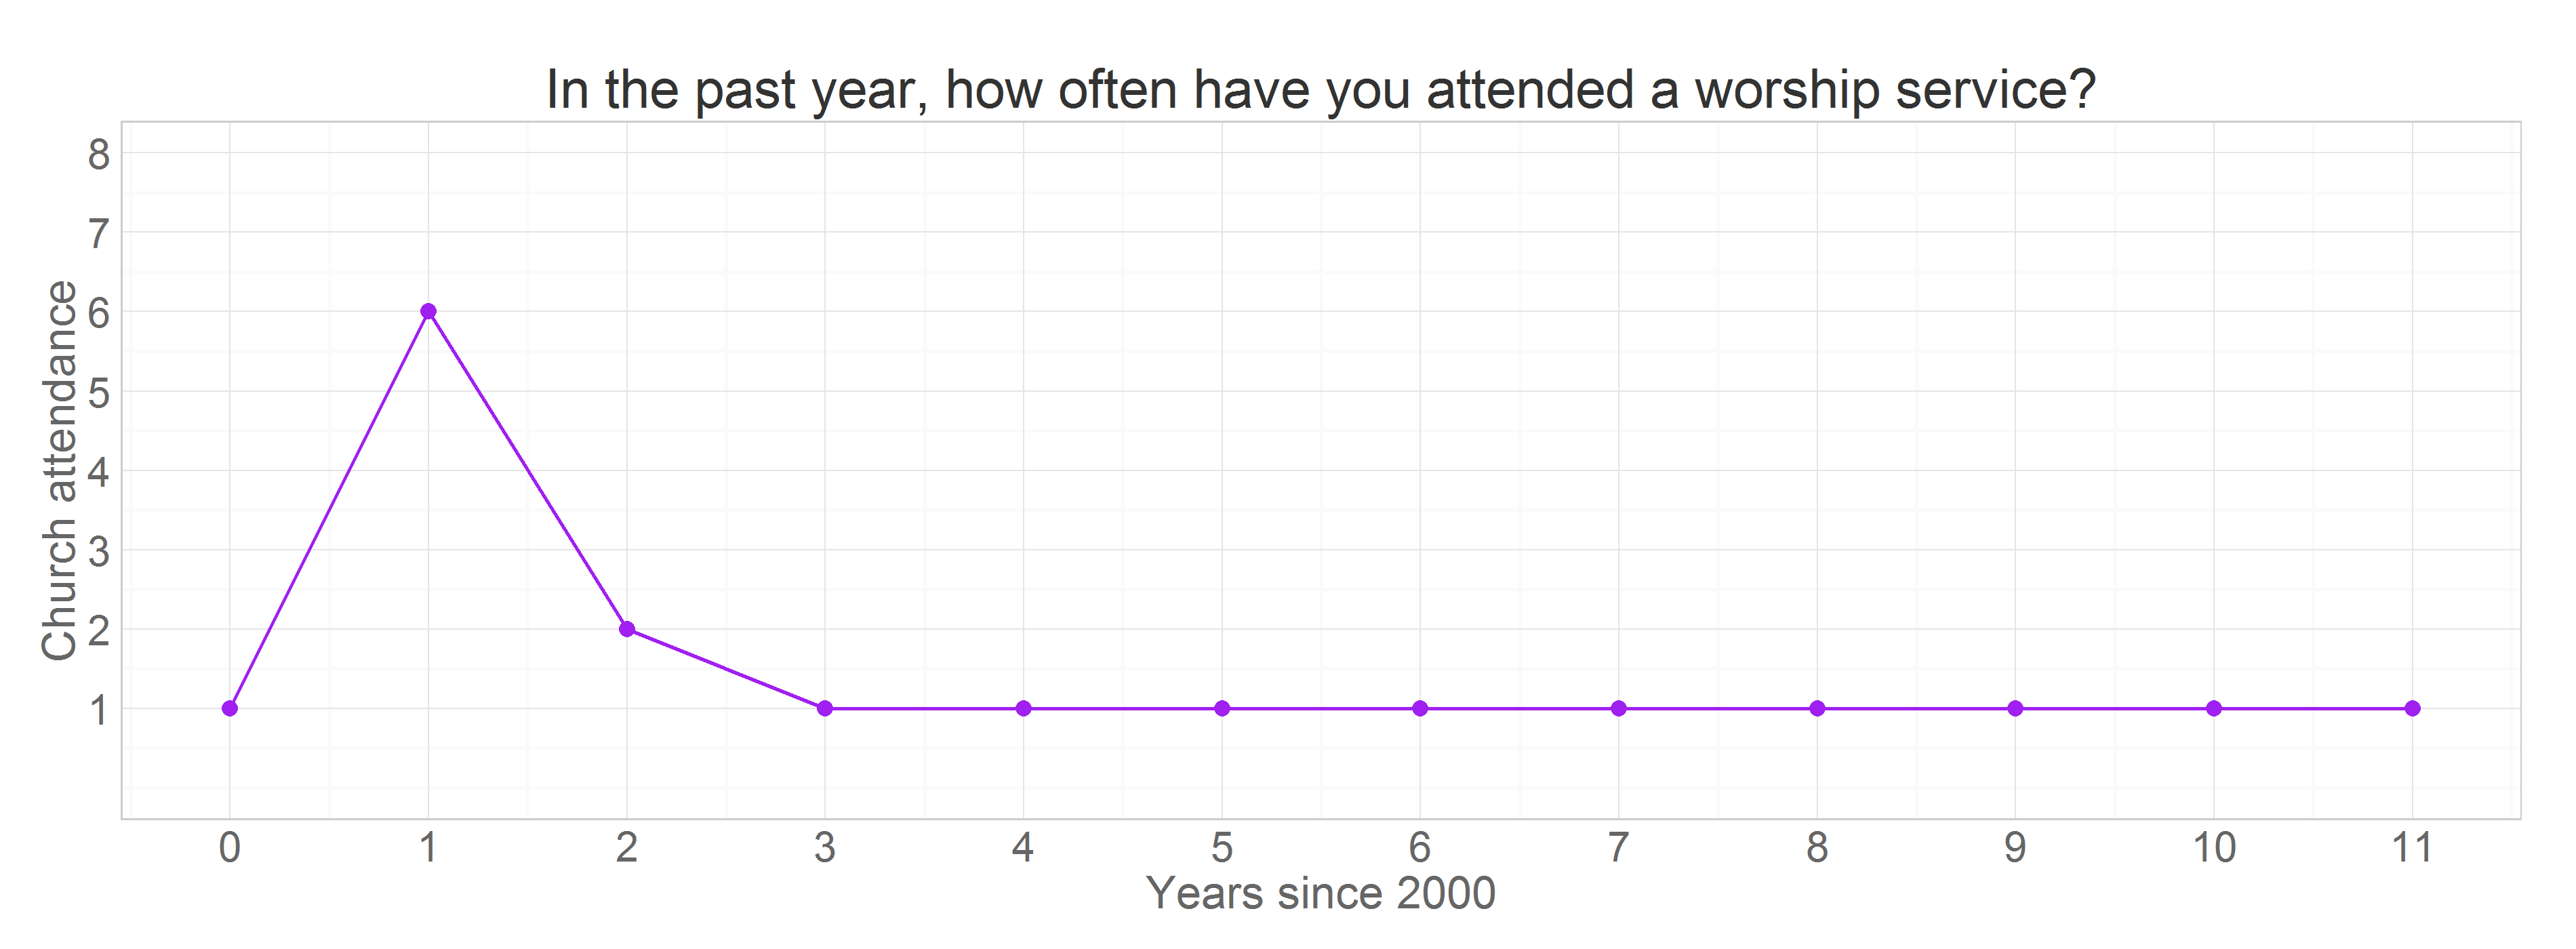 In the past year, how often have you attended a worship service?
Church attendance
8
7
6
5
4
3
2
1
0 1 2 3 4 5 6 7 8 9 10 11
Years since 2000